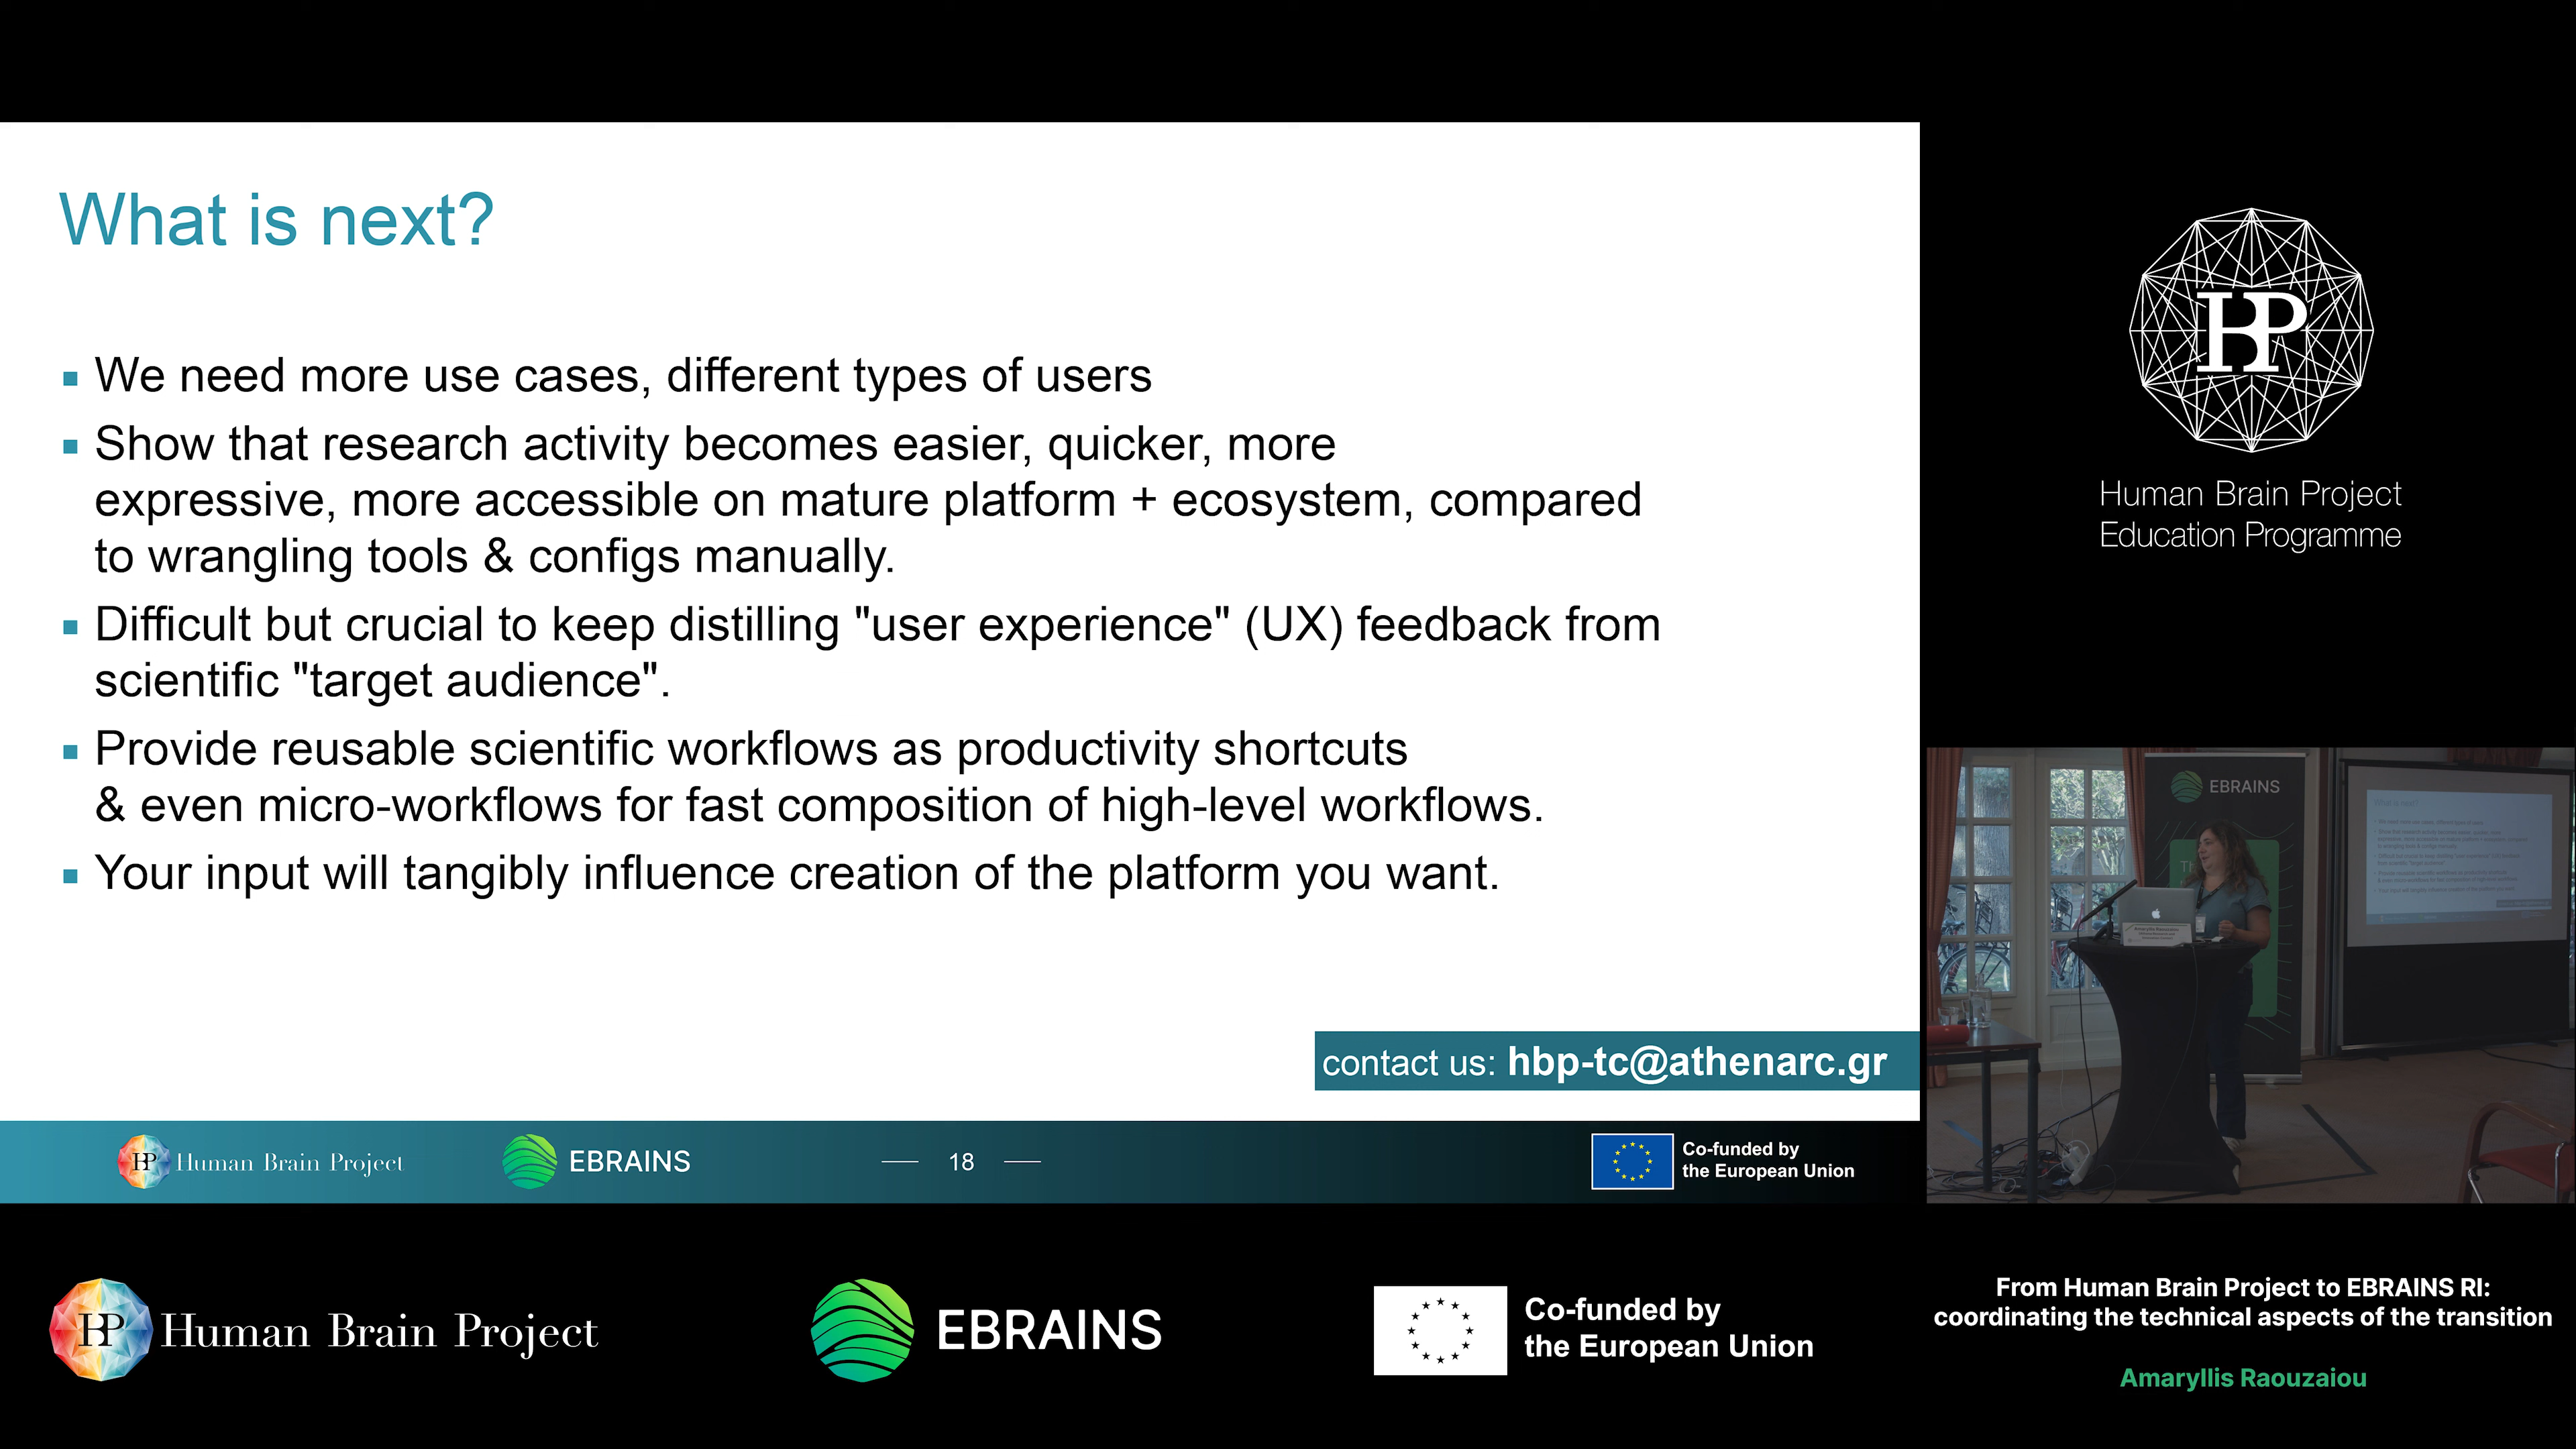 What is next?
We need more use cases, different types of users
Show that research activity becomes easier, quicker, more
expressive, more accessible on mature platform + ecosystem, compared
to wrangling tools & configs manually.
Difficult but crucial to keep distilling "user experience" (UX) feedback from
scientific "target audience".
Provide reusable scientific workflows as productivity shortcuts
& even micro-workflows for fast composition of high-level workflows.
Your input will tangibly influence creation of the platform you want.
contact us: hbp-tc@athenarc.gr
HBP Human Brain Project
EBRAINS
18
Co-funded by
the European Union
HBP
Human Brain Project
Education Programme
EBRAINS
What is next?
HBP Human Brain Project
EBRAINS
Co-funded by
the European Union
From Human Brain Project to EBRAINS RI:
coordinating the technical aspects of the transition
Amaryllis Raouzaiou